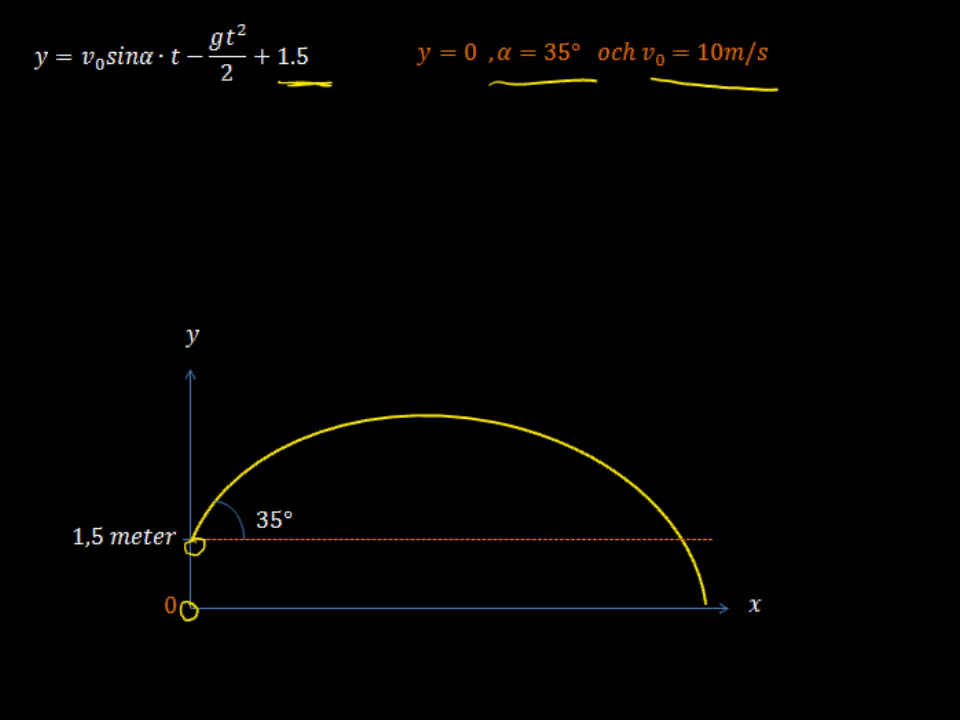 y = v₀sinα · t − gt²/2 + 1.5
y = 0 , α = 35° och v₀ = 10m/s
y
35°
1,5 meter
0
x